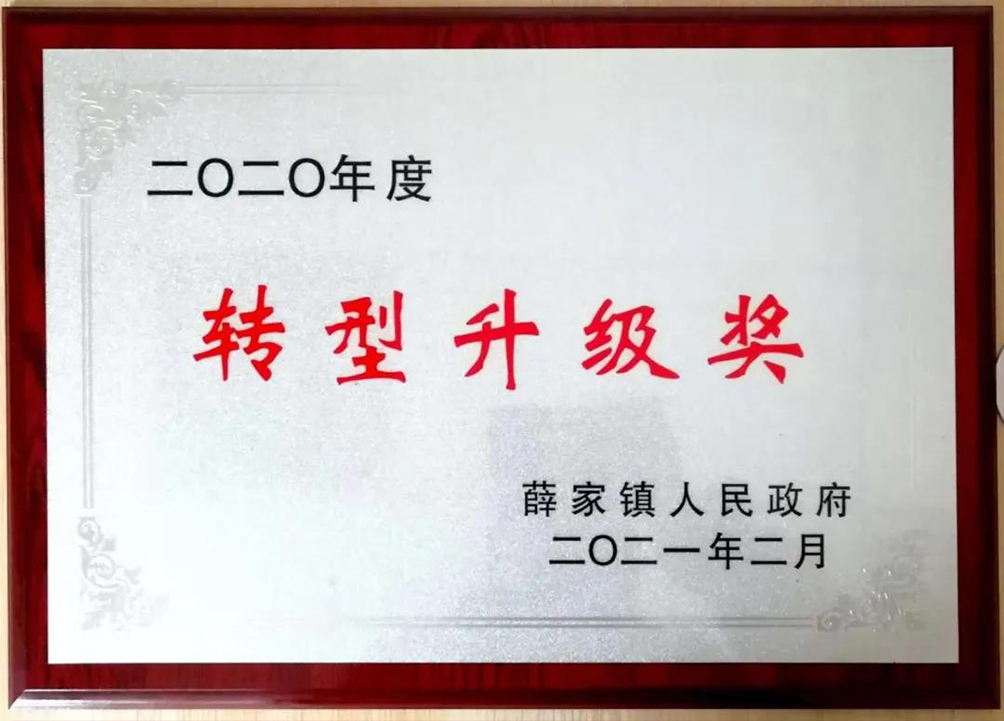 二〇二〇年度
转型升级奖
薛家镇人民政府
二〇二一年二月